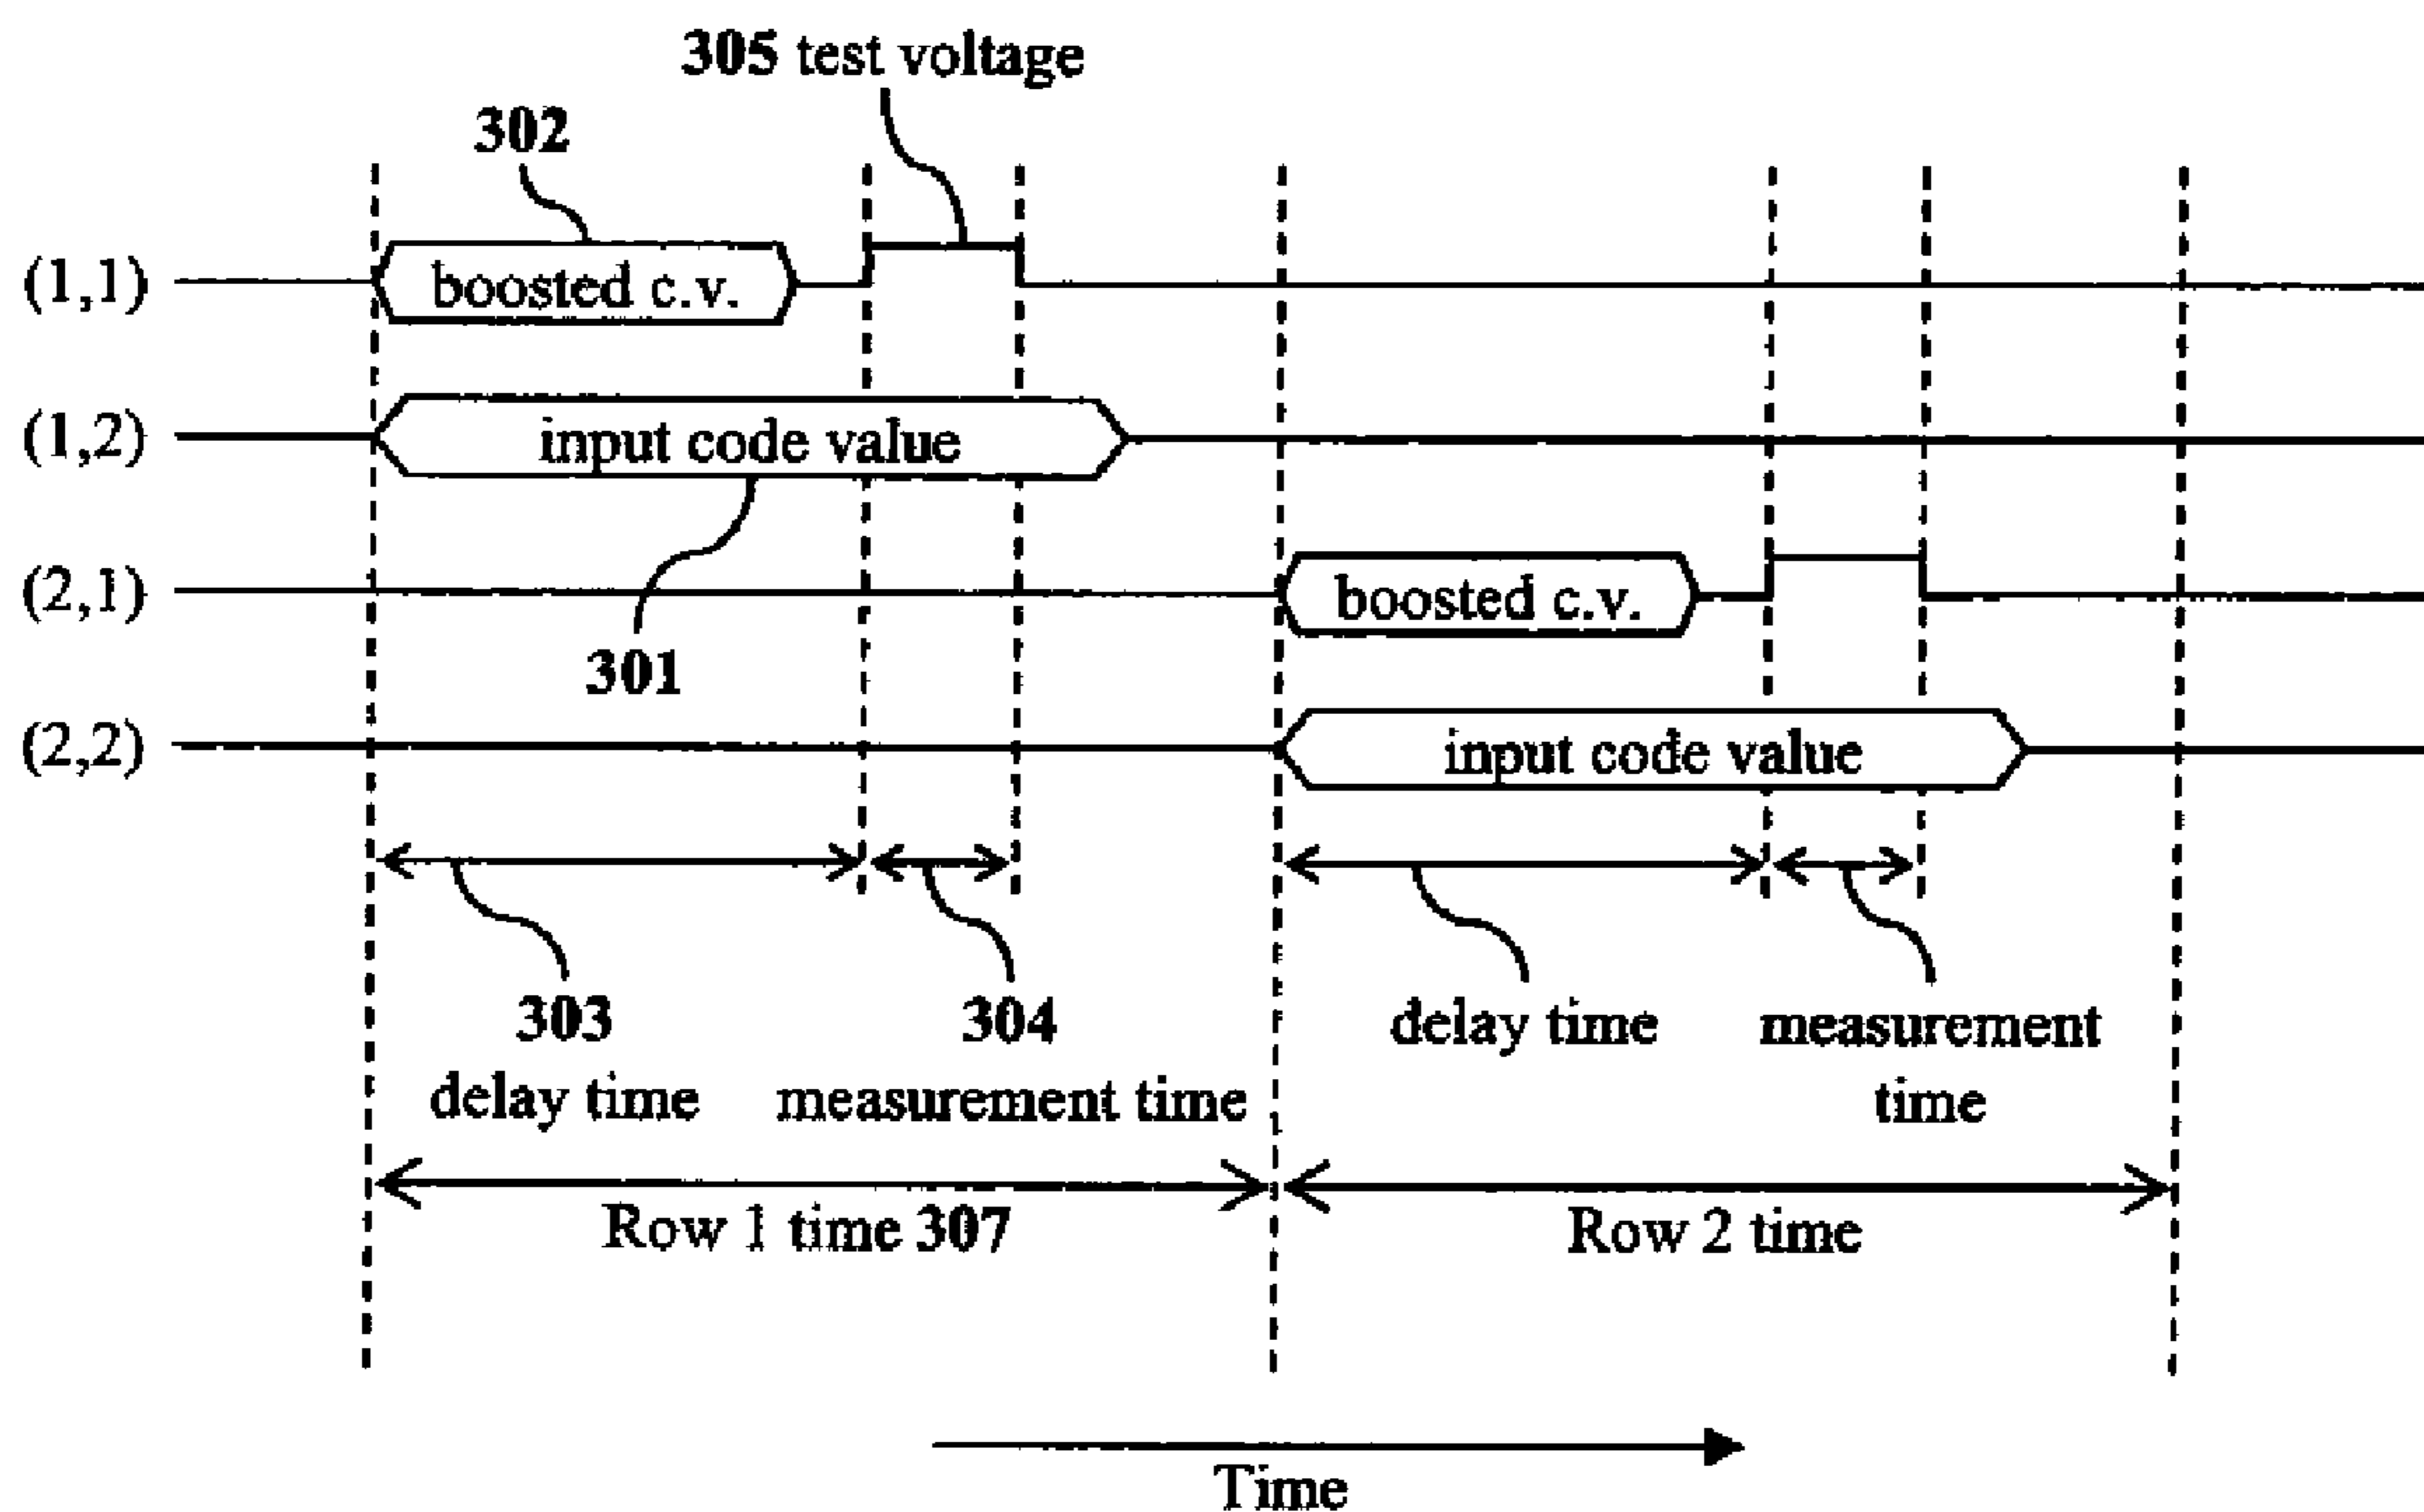 305 test voltage
302
(1,1)
boosted c.v.
(1,2)
input code value
(2,1)
boosted c.v.
301
(2,2)
input code value
303
delay time
304
measurement time
delay time
measurement
time
Row 1 time 307
Row 2 time
Time